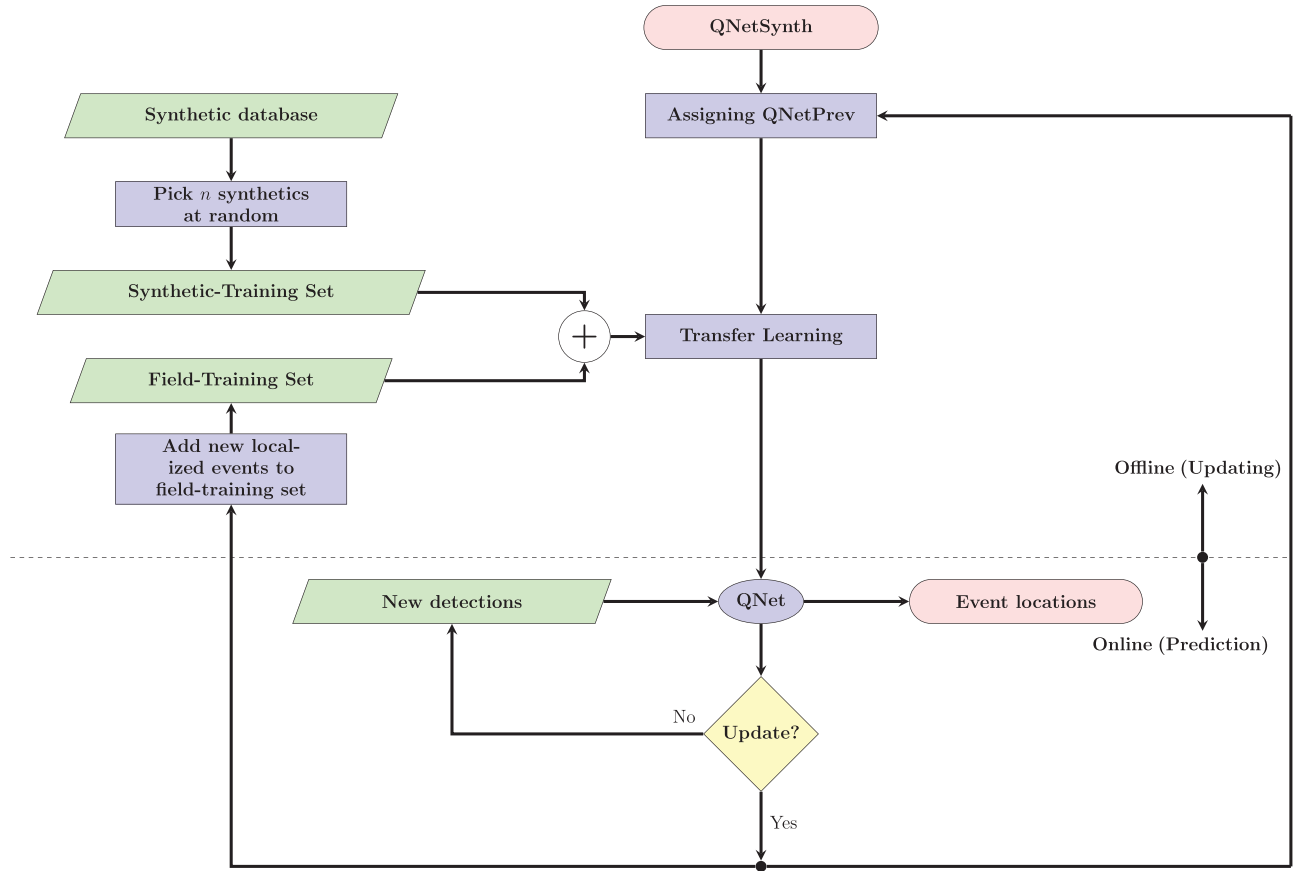 QNetSynth
Synthetic database
Assigning QNetPrev
Pick n synthetics
at random
Synthetic-Training Set
+
Transfer Learning
Field-Training Set
Add new local-
ized events to
field-training set
Offline (Updating)
New detections
QNet
Event locations
Online (Prediction)
No
Update?
Yes